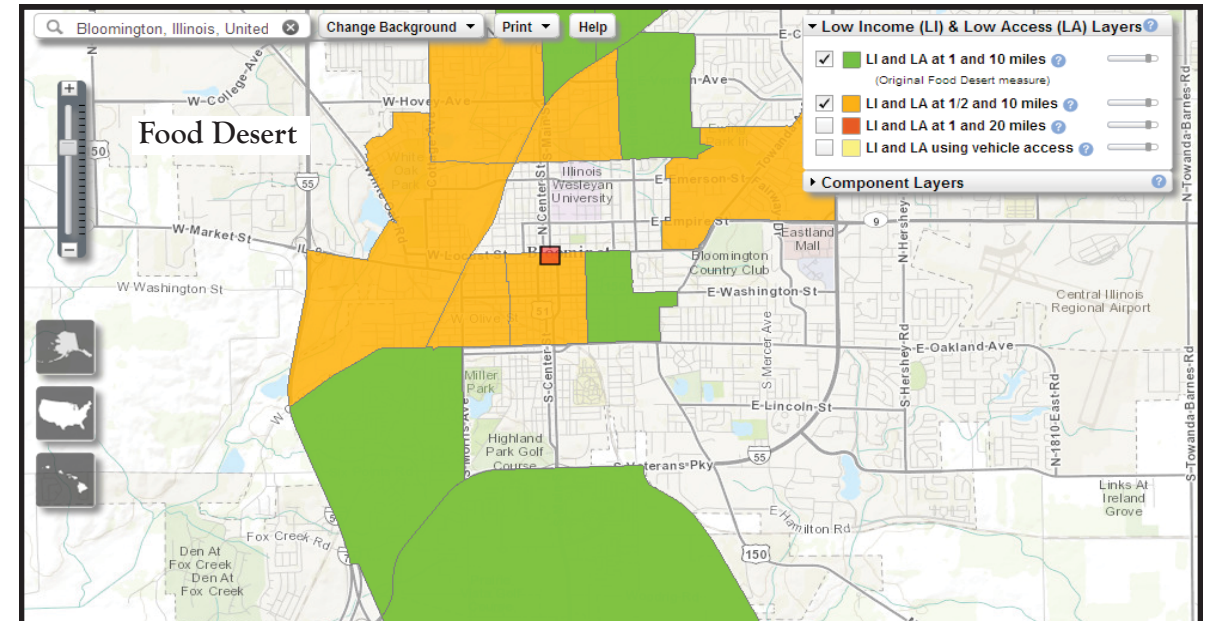 Bloomington, Illinois, United
Change Background
Print
Help
Low Income (LI) & Low Access (LA) Layers
LI and LA at 1 and 10 miles
(Original Food Desert measure)
LI and LA at 1/2 and 10 miles
LI and LA at 1 and 20 miles
LI and LA using vehicle access
Component Layers
Food Desert
W-College-Ave
W-Hovey-Ave
50
55
Illinois
Wesleyan
University
N-Center-St
E-Emerson-St
E-Empire-St
9
N-Hershey-Rd
N-Towanda-Barnes-Rd
W-Market-St
Eastland
Mall
Bloomington
Country Club
W Washington St
E-Washington-St
51
W-Olive-St
Central Illinois
Regional Airport
S-Mercer Ave
S-Hershey-Rd
E-Oakland-Ave
Miller
Park
S-Center-St
S-Morris-Ave
E-Lincoln-St
N-1810-East-Rd
S-Towanda-Barnes-Rd
Highland
Park Golf
Course
S-Veterans-Pky
55
Links At
Ireland
Grove
E Hamilton Rd
150
Fox Creek Rd
Den At
Fox Creek
Den At
Fox Creek